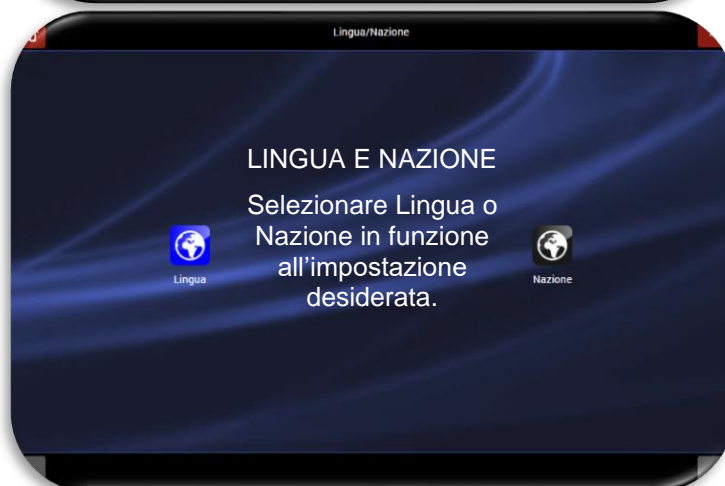 Lingua/Nazione
LINGUA E NAZIONE
Selezionare Lingua o
Nazione in funzione
all'impostazione
desiderata.
Lingua
Nazione